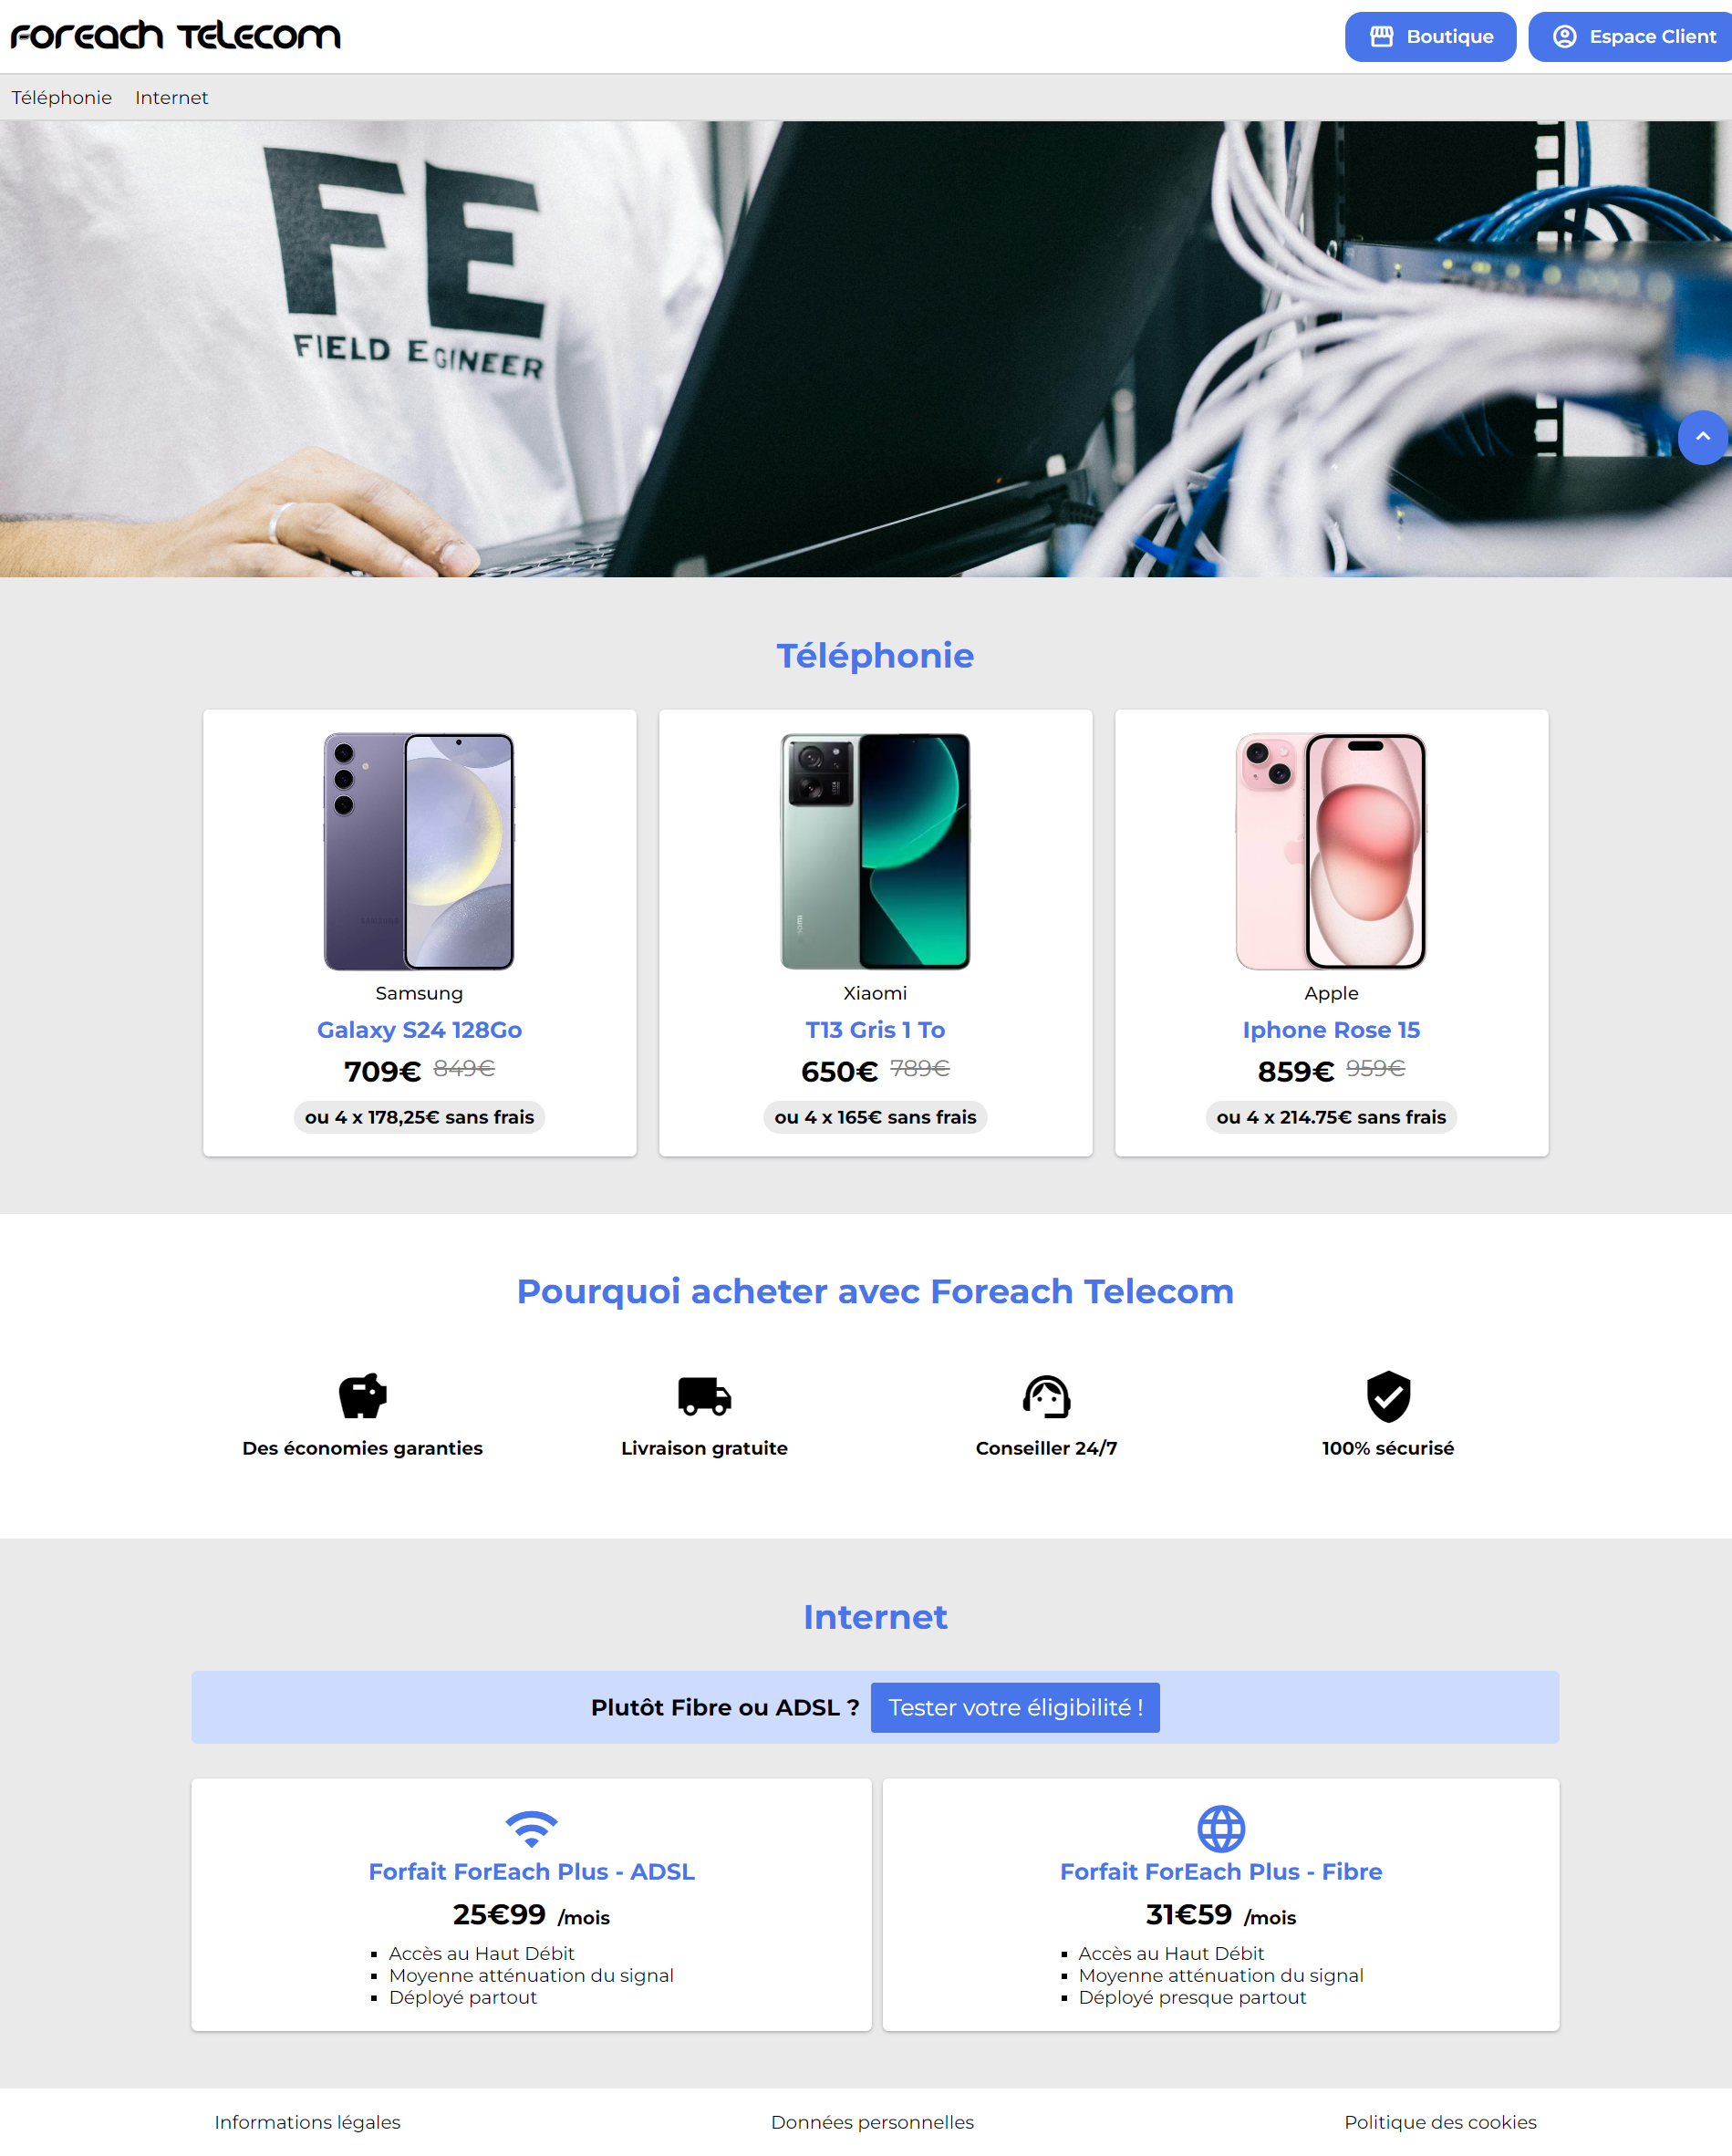 Foreach Telecom
Boutique
Espace Client
Téléphonie Internet
FE
FIELD EGINEER
Téléphonie
SAMSUNG
Samsung
Galaxy S24 128Go
709€ 849€
ou 4 x 178,25€ sans frais
Xiaomi
T13 Gris 1 To
650€ 789€
ou 4 x 165€ sans frais
Apple
Iphone Rose 15
859€ 959€
ou 4 x 214.75€ sans frais
Pourquoi acheter avec Foreach Telecom
Des économies garanties
Livraison gratuite
Conseiller 24/7
100% sécurisé
Internet
Plutôt Fibre ou ADSL ? Tester votre éligibilité !
Forfait ForEach Plus - ADSL
25€99 /mois
Accès au Haut Débit
Moyenne atténuation du signal
Déployé partout
Forfait ForEach Plus - Fibre
31€59 /mois
Accès au Haut Débit
Moyenne atténuation du signal
Déployé presque partout
Informations légales
Données personnelles
Politique des cookies